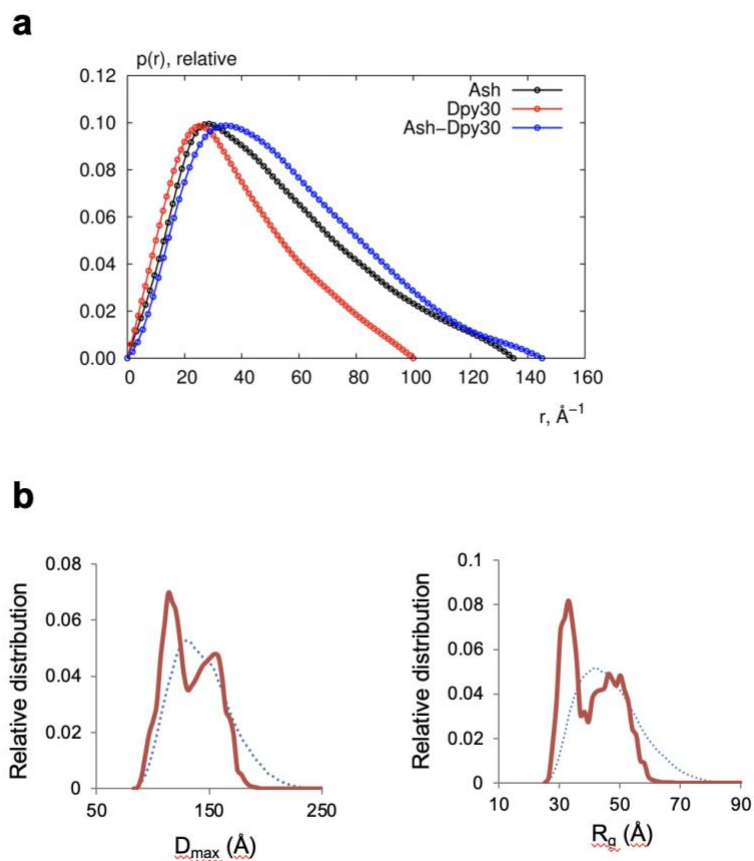 a
p(r), relative
0.12
0.10
0.08
0.06
0.04
0.02
0.00
0 20 40 60 80 100 120 140 160
r, Å⁻¹
Ash
Dpy30
Ash-Dpy30
b
0.08
0.06
0.04
0.02
0
50 150 250
Relative distribution
Dmax (Å)
0.1
0.08
0.06
0.04
0.02
0
10 30 50 70 90
Relative distribution
Rg (Å)